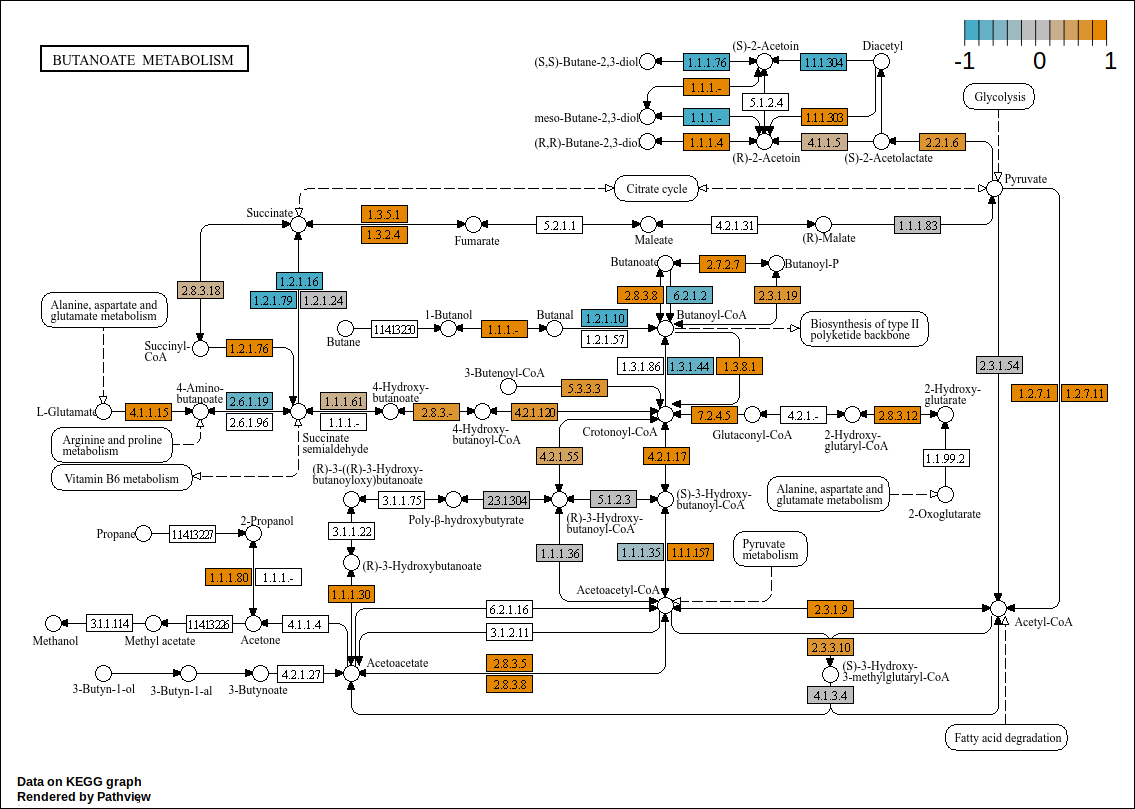 BUTANOATE METABOLISM
-1 0 1
(S,S)-Butane-2,3-diol
1.1.1.76
(S)-2-Acetoin
1.1.1.304
Diacetyl
1.1.1.-
5.1.2.4
meso-Butane-2,3-diol
1.1.1.-
1.1.1.303
(R,R)-Butane-2,3-diol
1.1.1.4
(R)-2-Acetoin
4.1.1.5
(S)-2-Acetolactate
2.2.1.6
Glycolysis
Pyruvate
Citrate cycle
Succinate
1.3.5.1
1.3.2.4
Fumarate
5.2.1.1
Maleate
4.2.1.31
(R)-Malate
1.1.1.83
2.8.3.18
1.2.1.16
1.2.1.79
1.2.1.24
Butanoate
2.7.2.7
Butanoyl-P
2.8.3.8
6.2.1.2
2.3.1.19
Alanine, aspartate and
glutamate metabolism
Butane
11413230
1-Butanol
1.1.1.-
Butanal
1.2.1.10
1.2.1.57
Butanoyl-CoA
Biosynthesis of type II
polyketide backbone
Succinyl-
CoA
1.2.1.76
1.3.1.86
1.3.1.44
1.3.8.1
2.3.1.54
1.2.7.1
1.2.7.11
3-Butenoyl-CoA
5.3.3.3
L-Glutamate
4.1.1.15
4-Amino-
butanoate
2.6.1.19
2.6.1.96
Succinate
semialdehyde
1.1.1.61
1.1.1.-
4-Hydroxy-
butanoate
2.8.3.-
4-Hydroxy-
butanoyl-CoA
4.2.1.120
Crotonoyl-CoA
7.2.4.5
Glutaconyl-CoA
4.2.1.-
2-Hydroxy-
glutaryl-CoA
2.8.3.12
2-Hydroxy-
glutarate
Arginine and proline
metabolism
Vitamin B6 metabolism
4.2.1.55
4.2.1.17
1.1.99.2
(R)-3-((R)-3-Hydroxy-
butanoyloxy)butanoate
3.1.1.75
Poly-β-hydroxybutyrate
2.3.1.304
(R)-3-Hydroxy-
butanoyl-CoA
5.1.2.3
(S)-3-Hydroxy-
butanoyl-CoA
Alanine, aspartate and
glutamate metabolism
2-Oxoglutarate
Propane
11413227
2-Propanol
3.1.1.22
(R)-3-Hydroxybutanoate
1.1.1.36
1.1.1.35
1.1.1.157
Pyruvate
metabolism
1.1.1.80
1.1.1.-
1.1.1.30
Acetoacetyl-CoA
Methanol
3.1.1.114
Methyl acetate
11413226
Acetone
4.1.1.4
6.2.1.16
3.1.2.11
2.3.1.9
Acetyl-CoA
2.3.3.10
3-Butyn-1-ol
3-Butyn-1-al
3-Butynoate
4.2.1.27
Acetoacetate
2.8.3.5
2.8.3.8
(S)-3-Hydroxy-
3-methylglutaryl-CoA
4.1.3.4
Fatty acid degradation
Data on KEGG graph
Rendered by Pathview